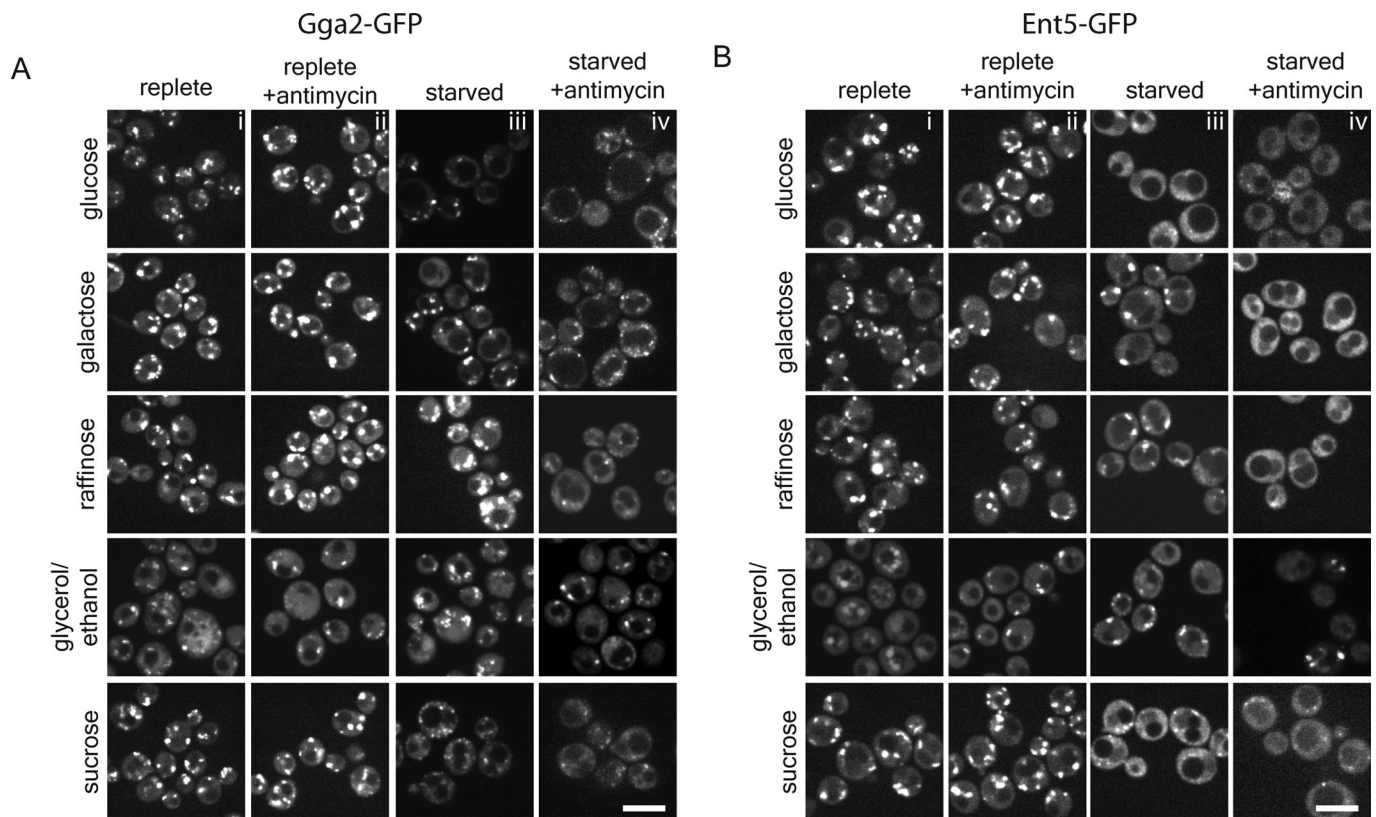 Gga2-GFP
A
replete
replete
+antimycin
starved
starved
+antimycin
i
ii
iii
iv
glucose
galactose
raffinose
glycerol/
ethanol
sucrose
Ent5-GFP
B
replete
replete
+antimycin
starved
starved
+antimycin
i
ii
iii
iv
glucose
galactose
raffinose
glycerol/
ethanol
sucrose